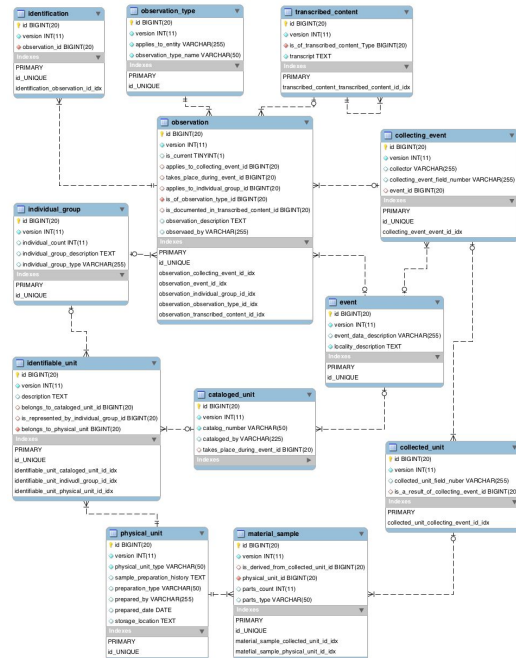 identification
id BIGINT(20)
version INT(11)
observation_id BIGINT(20)
Indexes
PRIMARY
id_UNIQUE
identification_observation_id_idx
observation_type
id BIGINT(20)
version INT(11)
applies_to_entity VARCHAR(255)
observation_type_name VARCHAR(50)
Indexes
PRIMARY
id_UNIQUE
transcribed_content
id BIGINT(20)
version INT(11)
is_of_transcribed_content_Type BIGINT(20)
transcript TEXT
Indexes
PRIMARY
transcribed_content_transcribed_content_id_idx
observation
id BIGINT(20)
version INT(11)
is_current TINYINT(1)
applies_to_collecting_event_id BIGINT(20)
takes_place_during_event_id BIGINT(20)
applies_to_individual_group_id BIGINT(20)
is_of_observation_type_id BIGINT(20)
is_documented_in_transcribed_content_id BIGINT(20)
observation_description TEXT
observaed_by VARCHAR(255)
Indexes
PRIMARY
id_UNIQUE
observation_collecting_event_id_idx
observation_event_id_idx
observation_individual_group_id_idx
observation_observation_type_id_idx
observation_transcribed_content_id_idx
collecting_event
id BIGINT(20)
version INT(11)
collector VARCHAR(255)
collecting_event_field_number VARCHAR(255)
event_id BIGINT(20)
Indexes
PRIMARY
id_UNIQUE
collecting_event_event_id_idx
individual_group
id BIGINT(20)
version INT(11)
individual_count INT(11)
individual_group_description TEXT
individual_group_type VARCHAR(255)
Indexes
PRIMARY
id_UNIQUE
event
id BIGINT(20)
version INT(11)
event_data_description VARCHAR(255)
locality_description TEXT
Indexes
PRIMARY
id_UNIQUE
identifiable_unit
id BIGINT(20)
version INT(11)
description TEXT
belongs_to_cataloged_unit_id BIGINT(20)
is_represented_by_individual_group_id BIGINT(20)
belongs_to_physical_unit BIGINT(20)
Indexes
PRIMARY
id_UNIQUE
identifiable_unit_cataloged_unit_id_idx
identifiable_unit_indivudl_group_id_idx
identifiable_unit_physical_unit_id_idx
cataloged_unit
id BIGINT(20)
version INT(11)
catalog_number VARCHAR(50)
cataloged_by VARCHAR(225)
takes_place_during_event_id BIGINT(20)
Indexes
collected_unit
id BIGINT(20)
version INT(11)
collected_unit_field_nuber VARCHAR(255)
is_a_result_of_collecting_event_id BIGINT(20)
Indexes
PRIMARY
collected_unit_collecting_event_id_idx
physical_unit
id BIGINT(20)
version INT(11)
physical_unit_type VARCHAR(50)
sample_preparation_history TEXT
preparation_type VARCHAR(50)
prepared_by VARCHAR(255)
prepared_date DATE
storage_location TEXT
Indexes
PRIMARY
id_UNIQUE
material_sample
id BIGINT(20)
version INT(11)
is_derived_from_collected_unit_id BIGINT(20)
physical_unit_id BIGINT(20)
parts_count INT(11)
parts_type VARCHAR(50)
Indexes
PRIMARY
id_UNIQUE
material_sample_collected_unit_id_idx
matefial_sample_physical_unit_id_idx